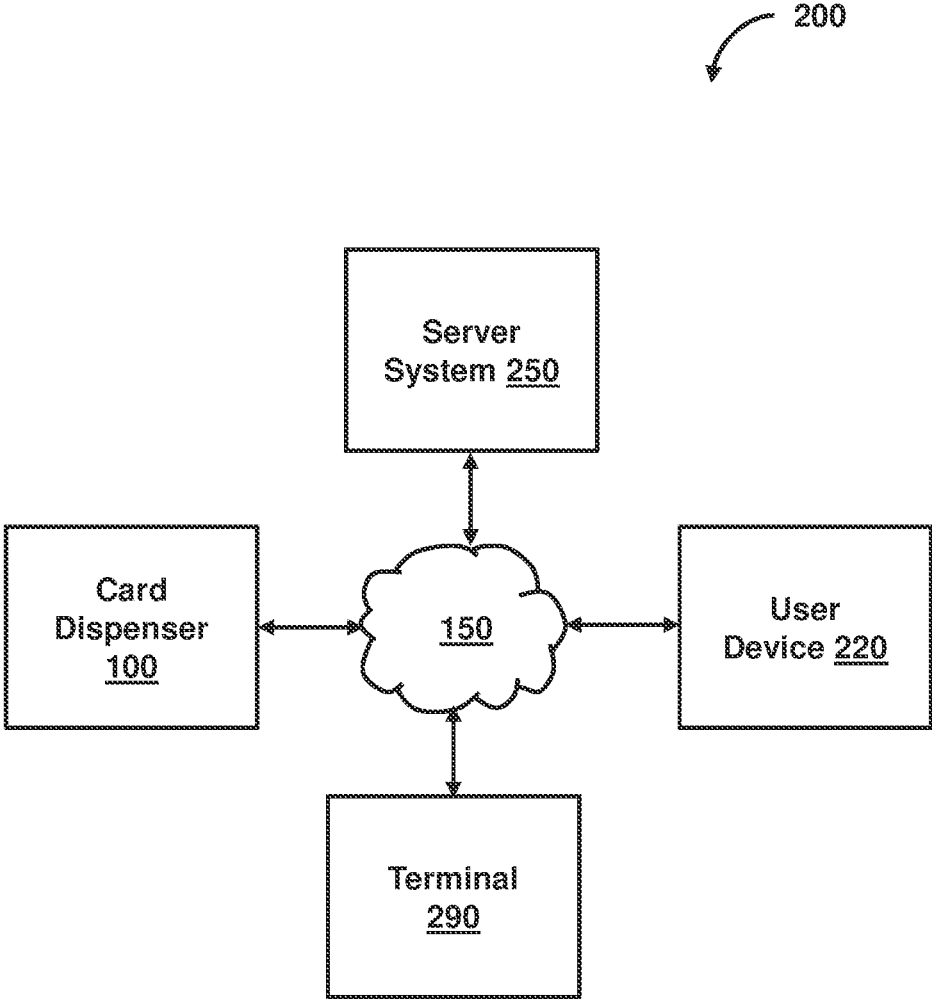 200
Server
System 250
Card
Dispenser
100
150
User
Device 220
Terminal
290